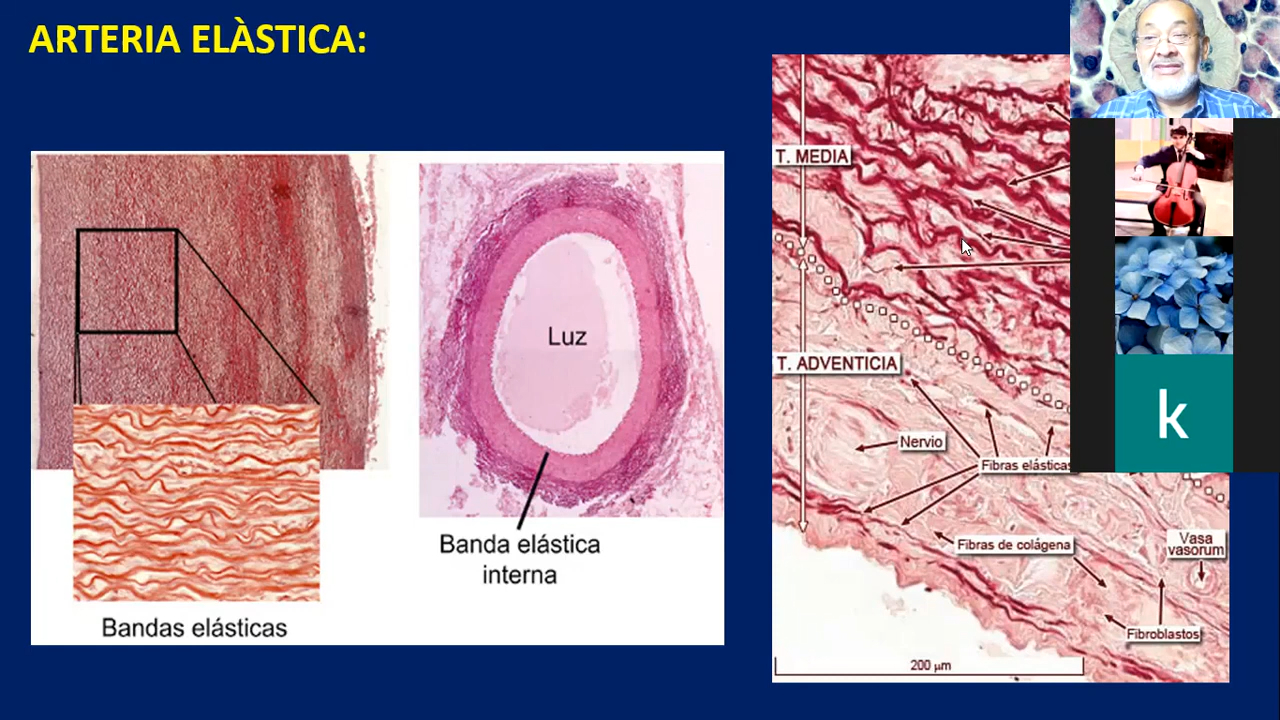 ARTERIA ELÀSTICA:
T. MEDIA
Luz
T. ADVENTICIA
Nervio
Fibras elásticas
Banda elástica
interna
Fibras de colágena
Vasa
vasorum
Bandas elásticas
Fibroblastos
200 µm
k